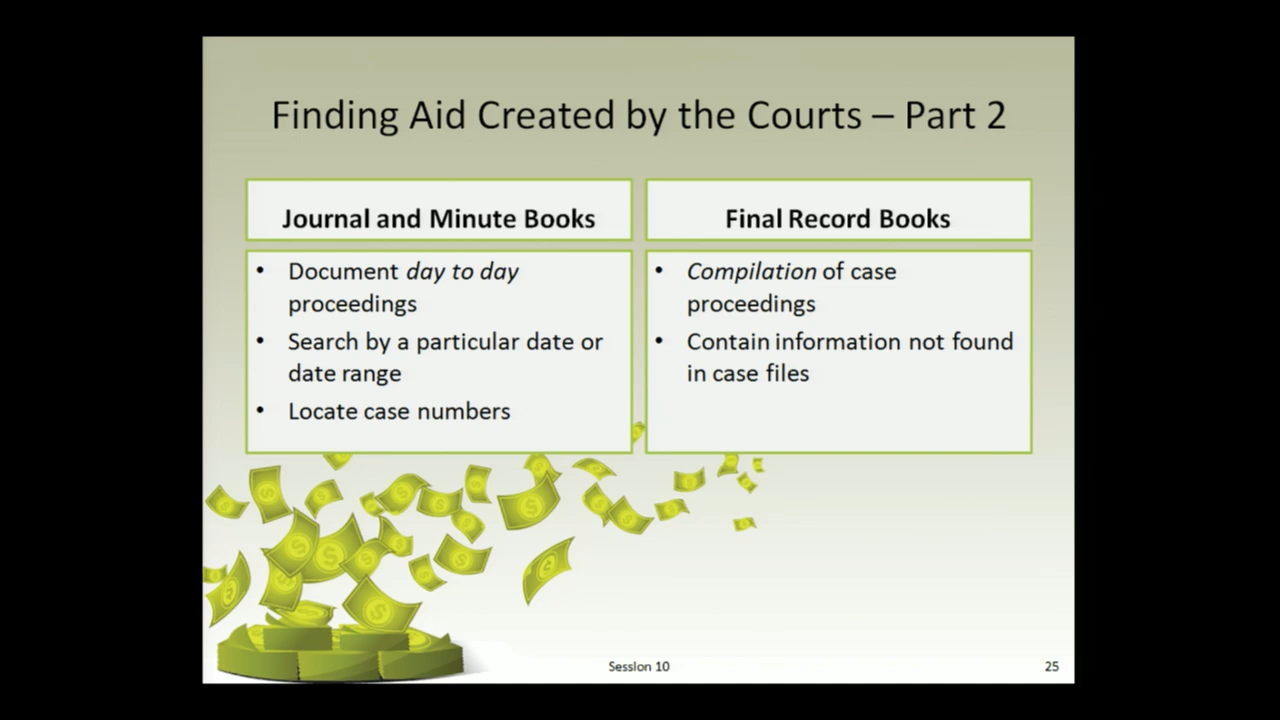 Finding Aid Created by the Courts – Part 2
Journal and Minute Books
• Document day to day
proceedings
• Search by a particular date or
date range
• Locate case numbers
Final Record Books
• Compilation of case
proceedings
• Contain information not found
in case files
Session 10
25